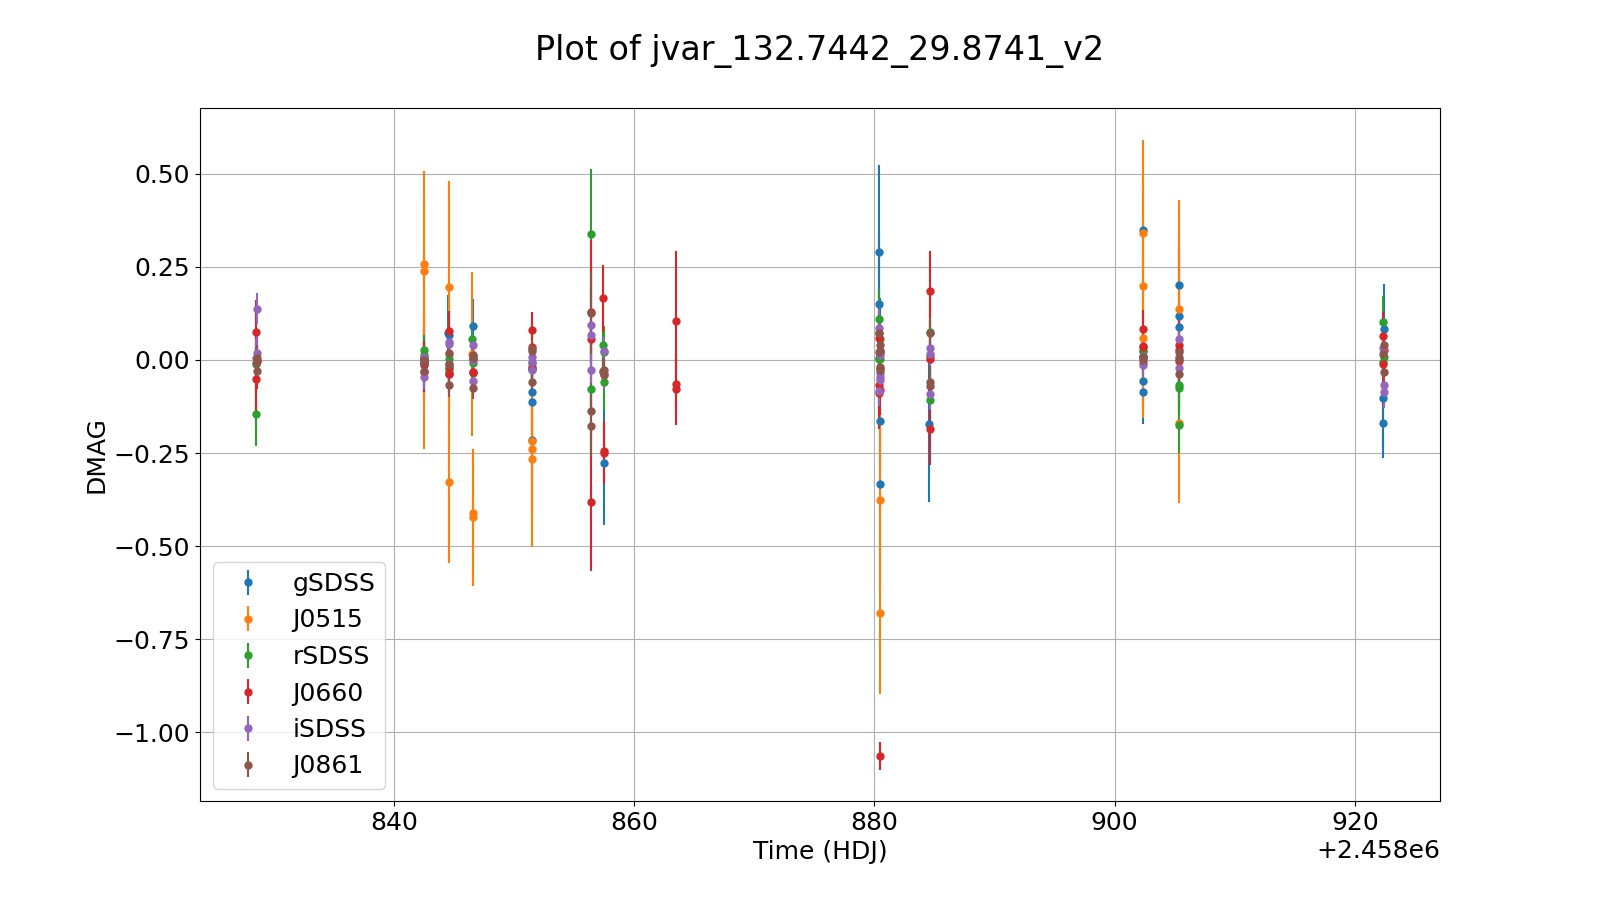 Plot of jvar_132.7442_29.8741_v2
0.50
0.25
0.00
−0.25
−0.50
−0.75
−1.00
DMAG
gSDSS
J0515
rSDSS
J0660
iSDSS
J0861
840 860 880 900 920
Time (HDJ)
+2.458e6